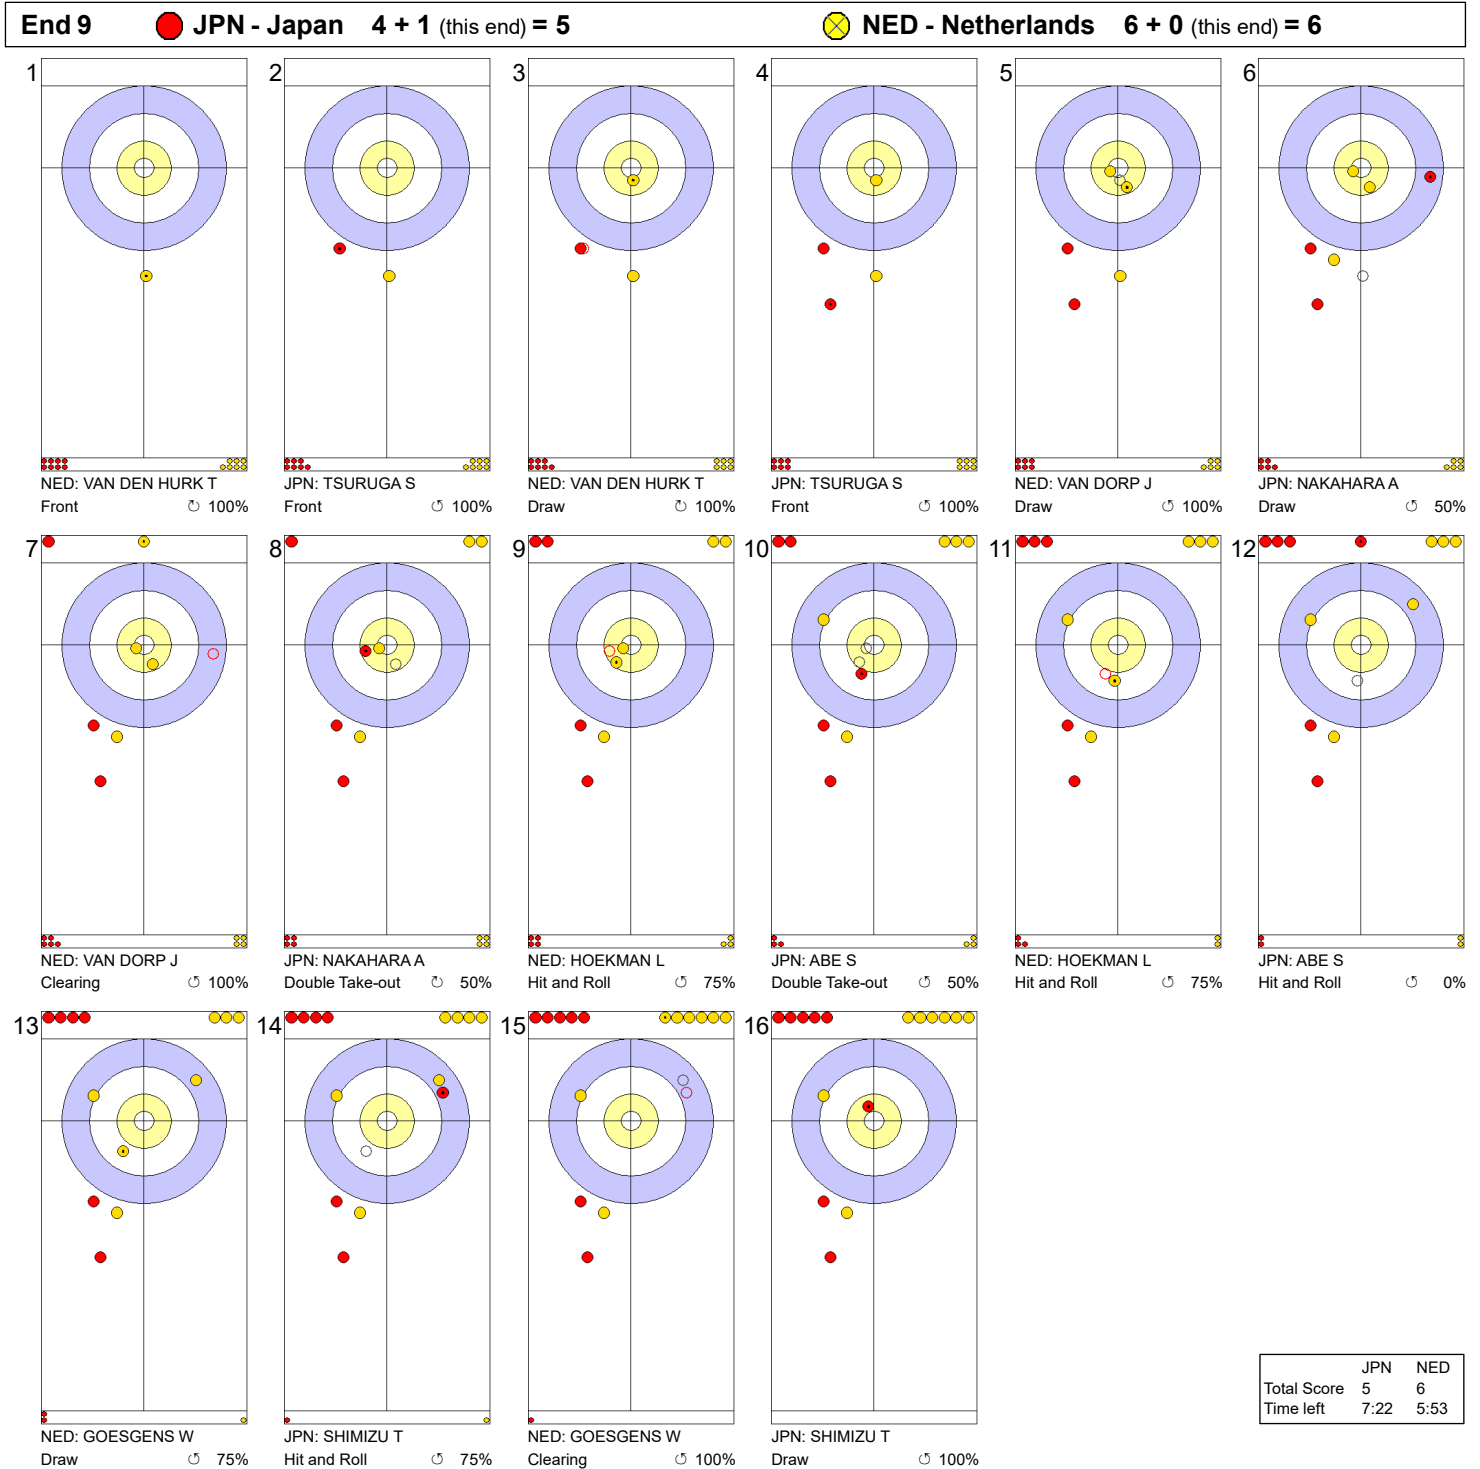 End 9 JPN - Japan 4 + 1 (this end) = 5 NED - Netherlands 6 + 0 (this end) = 6
1 2 3 4 5 6
NED: VAN DEN HURK T JPN: TSURUGA S NED: VAN DEN HURK T JPN: TSURUGA S NED: VAN DORP J JPN: NAKAHARA A
Front ↻ 100% Front ↺ 100% Draw ↻ 100% Front ↺ 100% Draw ↺ 100% Draw ↺ 50%
7 8 9 10 11 12
NED: VAN DORP J JPN: NAKAHARA A NED: HOEKMAN L JPN: ABE S NED: HOEKMAN L JPN: ABE S
Clearing ↺ 100% Double Take-out ↻ 50% Hit and Roll ↺ 75% Double Take-out ↺ 50% Hit and Roll ↺ 75% Hit and Roll ↺ 0%
13 14 15 16
NED: GOESGENS W JPN: SHIMIZU T NED: GOESGENS W JPN: SHIMIZU T
Draw ↺ 75% Hit and Roll ↺ 75% Clearing ↺ 100% Draw ↺ 100%
JPN NED
Total Score 5 6
Time left 7:22 5:53